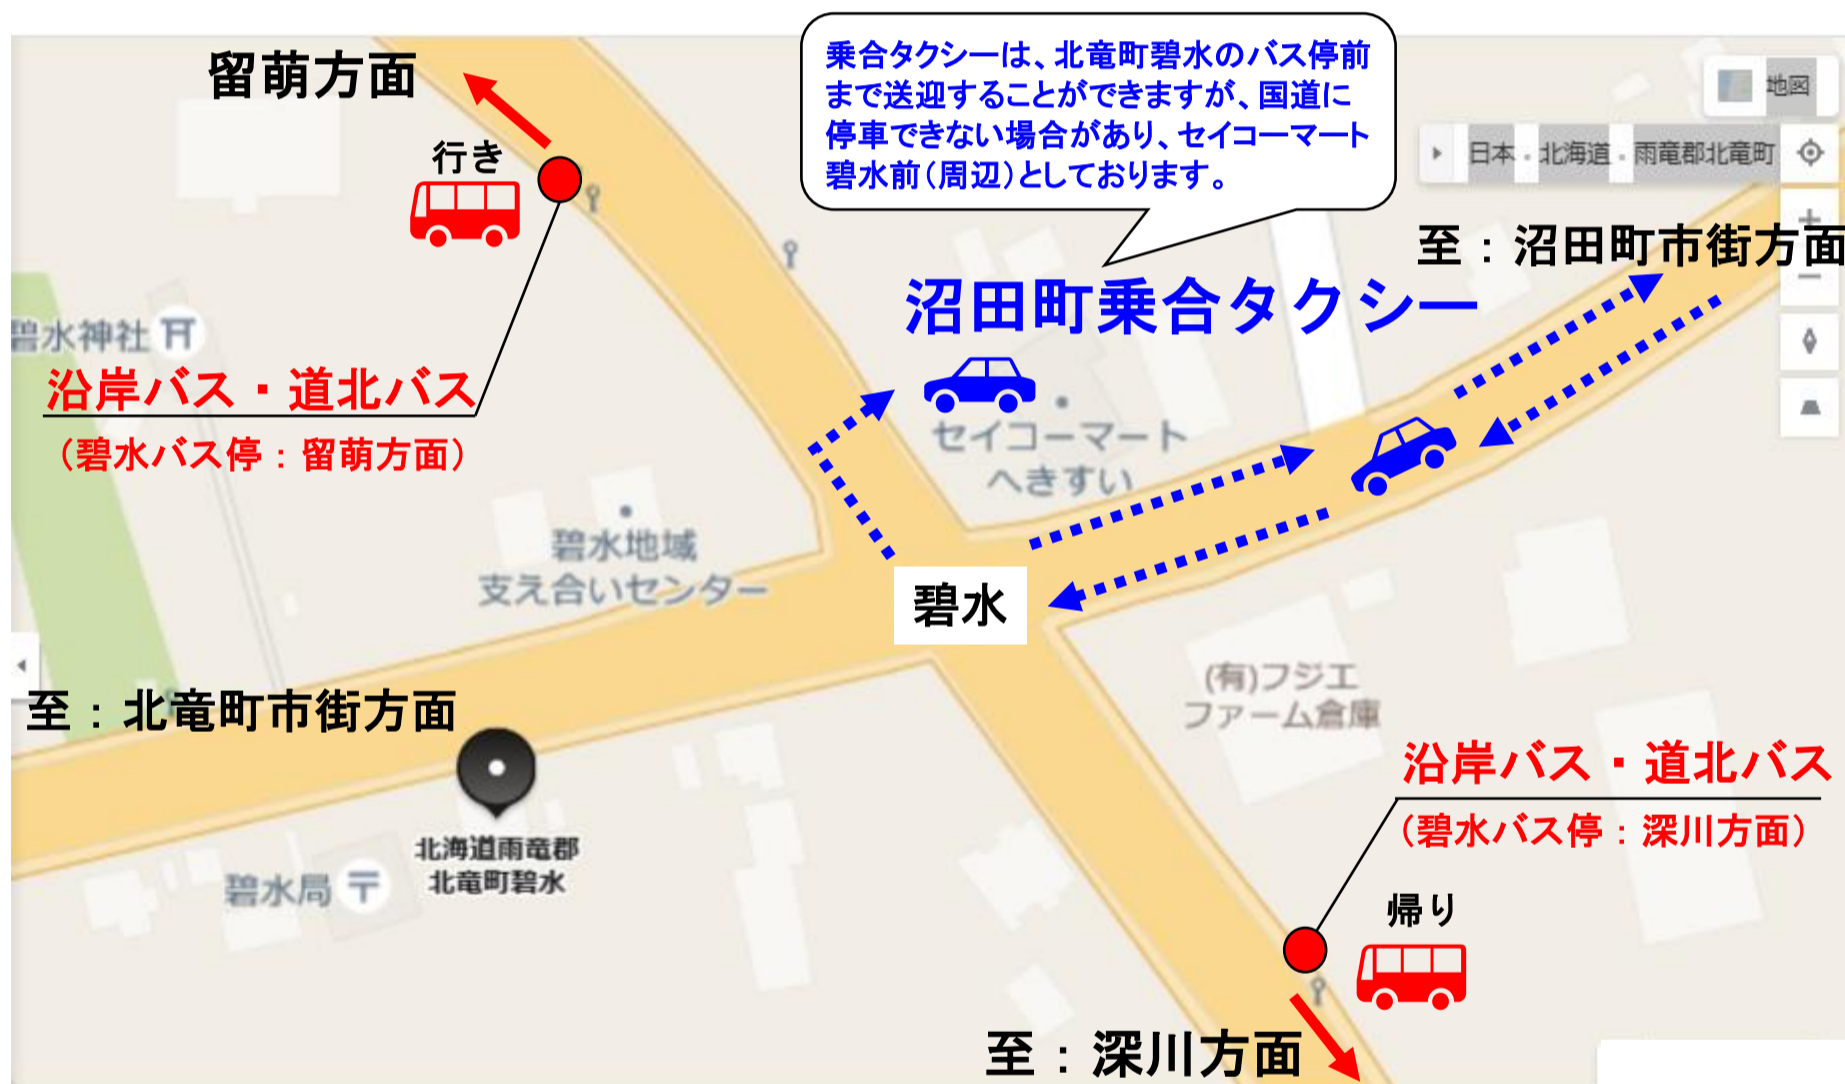 留萌方面
行き
乗合タクシーは、北竜町碧水のバス停前
まで送迎することができますが、国道に
停車できない場合があり、セイコーマート
碧水前(周辺)としております。
地図
日本 北海道 雨竜郡北竜町
至：沼田町市街方面
沼田町乗合タクシー
碧水神社
沿岸バス・道北バス
(碧水バス停：留萌方面)
セイコーマート
へきすい
碧水地域
支え合いセンター
碧水
至：北竜町市街方面
(有)フジエ
ファーム倉庫
沿岸バス・道北バス
(碧水バス停：深川方面)
北海道雨竜郡
北竜町碧水
碧水局
帰り
至：深川方面